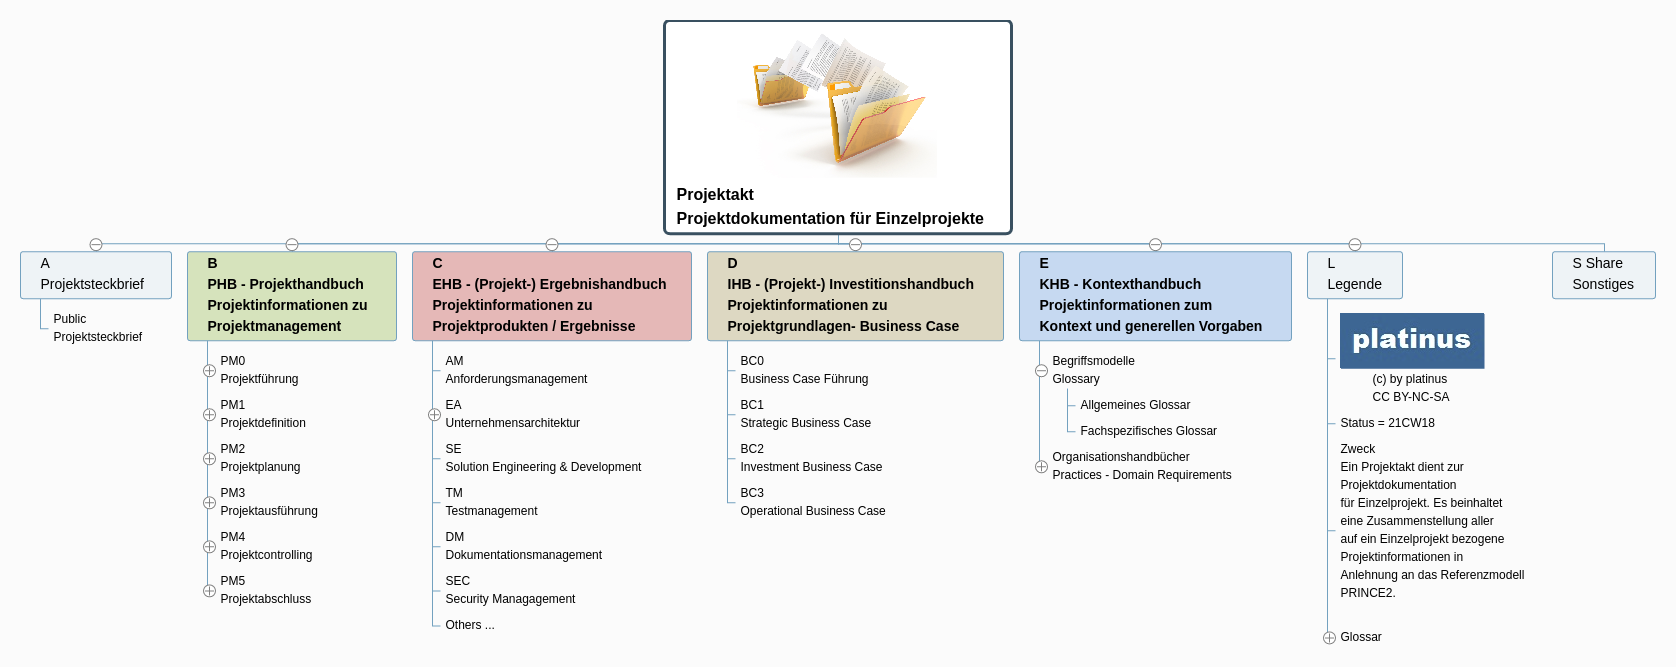 Projektakt
Projektdokumentation für Einzelprojekte
A
Projektsteckbrief
Public
Projektsteckbrief
B
PHB - Projekthandbuch
Projektinformationen zu
Projektmanagement
PM0
Projektführung
PM1
Projektdefinition
PM2
Projektplanung
PM3
Projektausführung
PM4
Projektcontrolling
PM5
Projektabschluss
C
EHB - (Projekt-) Ergebnishandbuch
Projektinformationen zu
Projektprodukten / Ergebnisse
AM
Anforderungsmanagement
EA
Unternehmensarchitektur
SE
Solution Engineering & Development
TM
Testmanagement
DM
Dokumentationsmanagement
SEC
Security Managagement
Others ...
D
IHB - (Projekt-) Investitionshandbuch
Projektinformationen zu
Projektgrundlagen- Business Case
BC0
Business Case Führung
BC1
Strategic Business Case
BC2
Investment Business Case
BC3
Operational Business Case
E
KHB - Kontexthandbuch
Projektinformationen zum
Kontext und generellen Vorgaben
Begriffsmodelle
Glossary
Allgemeines Glossar
Fachspezifisches Glossar
Organisationshandbücher
Practices - Domain Requirements
L
Legende
platinus
(c) by platinus
CC BY-NC-SA
Status = 21CW18
Zweck
Ein Projektakt dient zur
Projektdokumentation
für Einzelprojekt. Es beinhaltet
eine Zusammenstellung aller
auf ein Einzelprojekt bezogene
Projektinformationen in
Anlehnung an das Referenzmodell
PRINCE2.
Glossar
S Share
Sonstiges